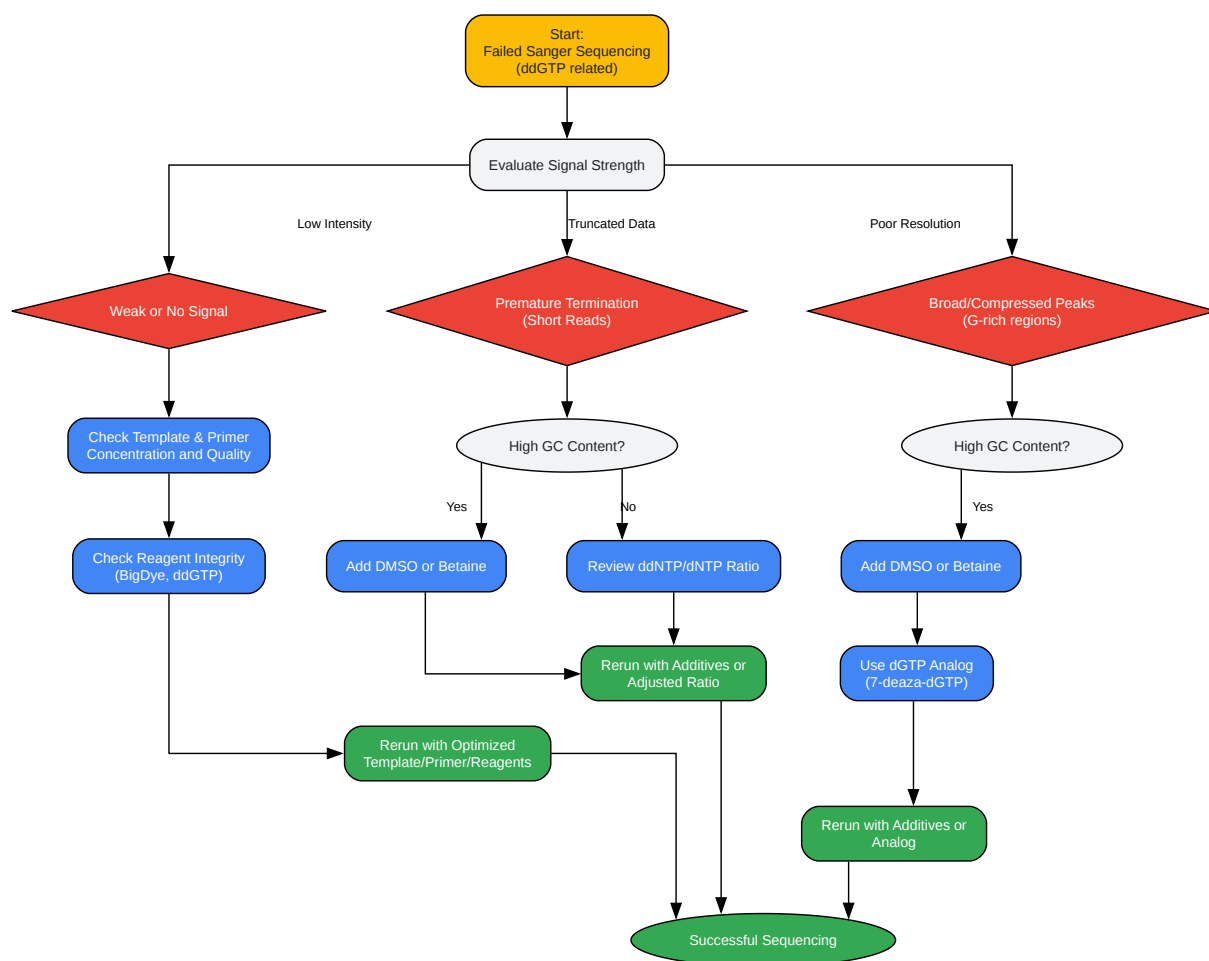 Start:
Failed Sanger Sequencing
(ddGTP related)
Evaluate Signal Strength
Low Intensity
Truncated Data
Poor Resolution
Weak or No Signal
Premature Termination
(Short Reads)
Broad/Compressed Peaks
(G-rich regions)
Check Template & Primer
Concentration and Quality
High GC Content?
High GC Content?
Yes
No
Yes
Check Reagent Integrity
(BigDye, ddGTP)
Add DMSO or Betaine
Review ddNTP/dNTP Ratio
Add DMSO or Betaine
Rerun with Additives or
Adjusted Ratio
Use dGTP Analog
(7-deaza-dGTP)
Rerun with Optimized
Template/Primer/Reagents
Rerun with Additives or
Analog
Successful Sequencing